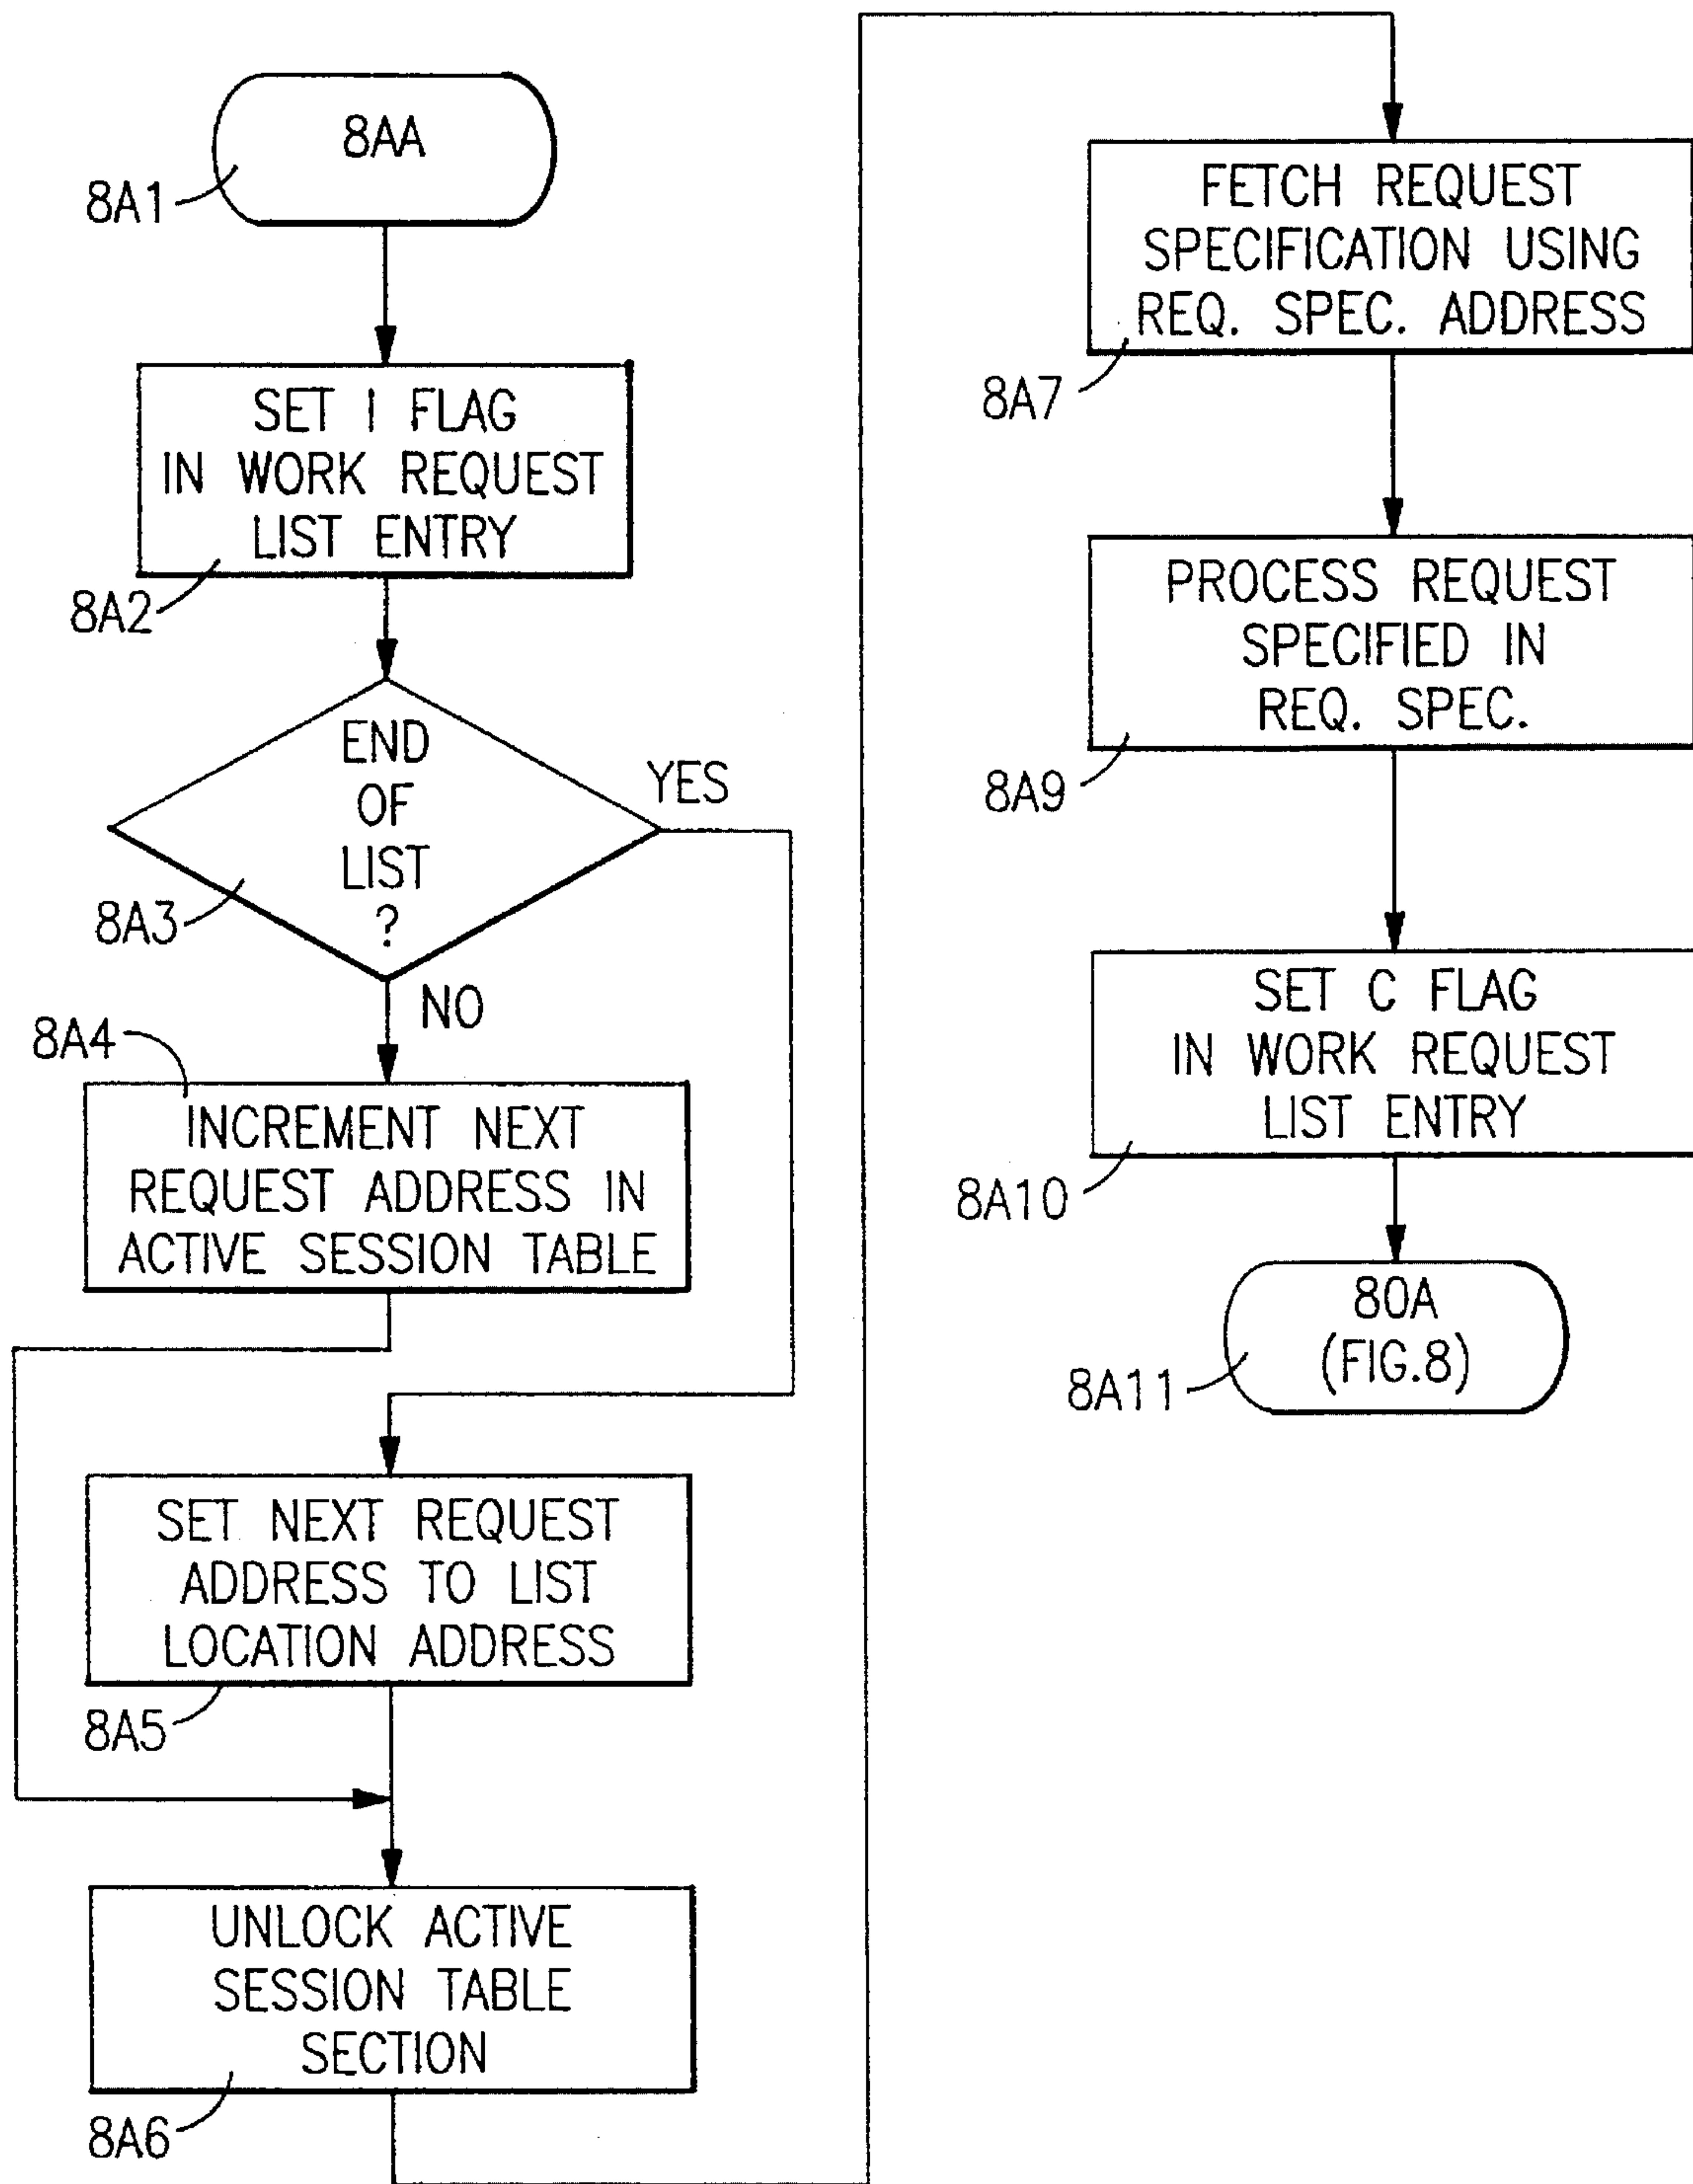 8AA
8A1
SET I FLAG
IN WORK REQUEST
LIST ENTRY
8A2
END
OF
LIST
?
YES
8A3
NO
8A4
INCREMENT NEXT
REQUEST ADDRESS IN
ACTIVE SESSION TABLE
SET NEXT REQUEST
ADDRESS TO LIST
LOCATION ADDRESS
8A5
UNLOCK ACTIVE
SESSION TABLE
SECTION
8A6
FETCH REQUEST
SPECIFICATION USING
REQ. SPEC. ADDRESS
8A7
PROCESS REQUEST
SPECIFIED IN
REQ. SPEC.
8A9
SET C FLAG
IN WORK REQUEST
LIST ENTRY
8A10
80A
(FIG.8)
8A11